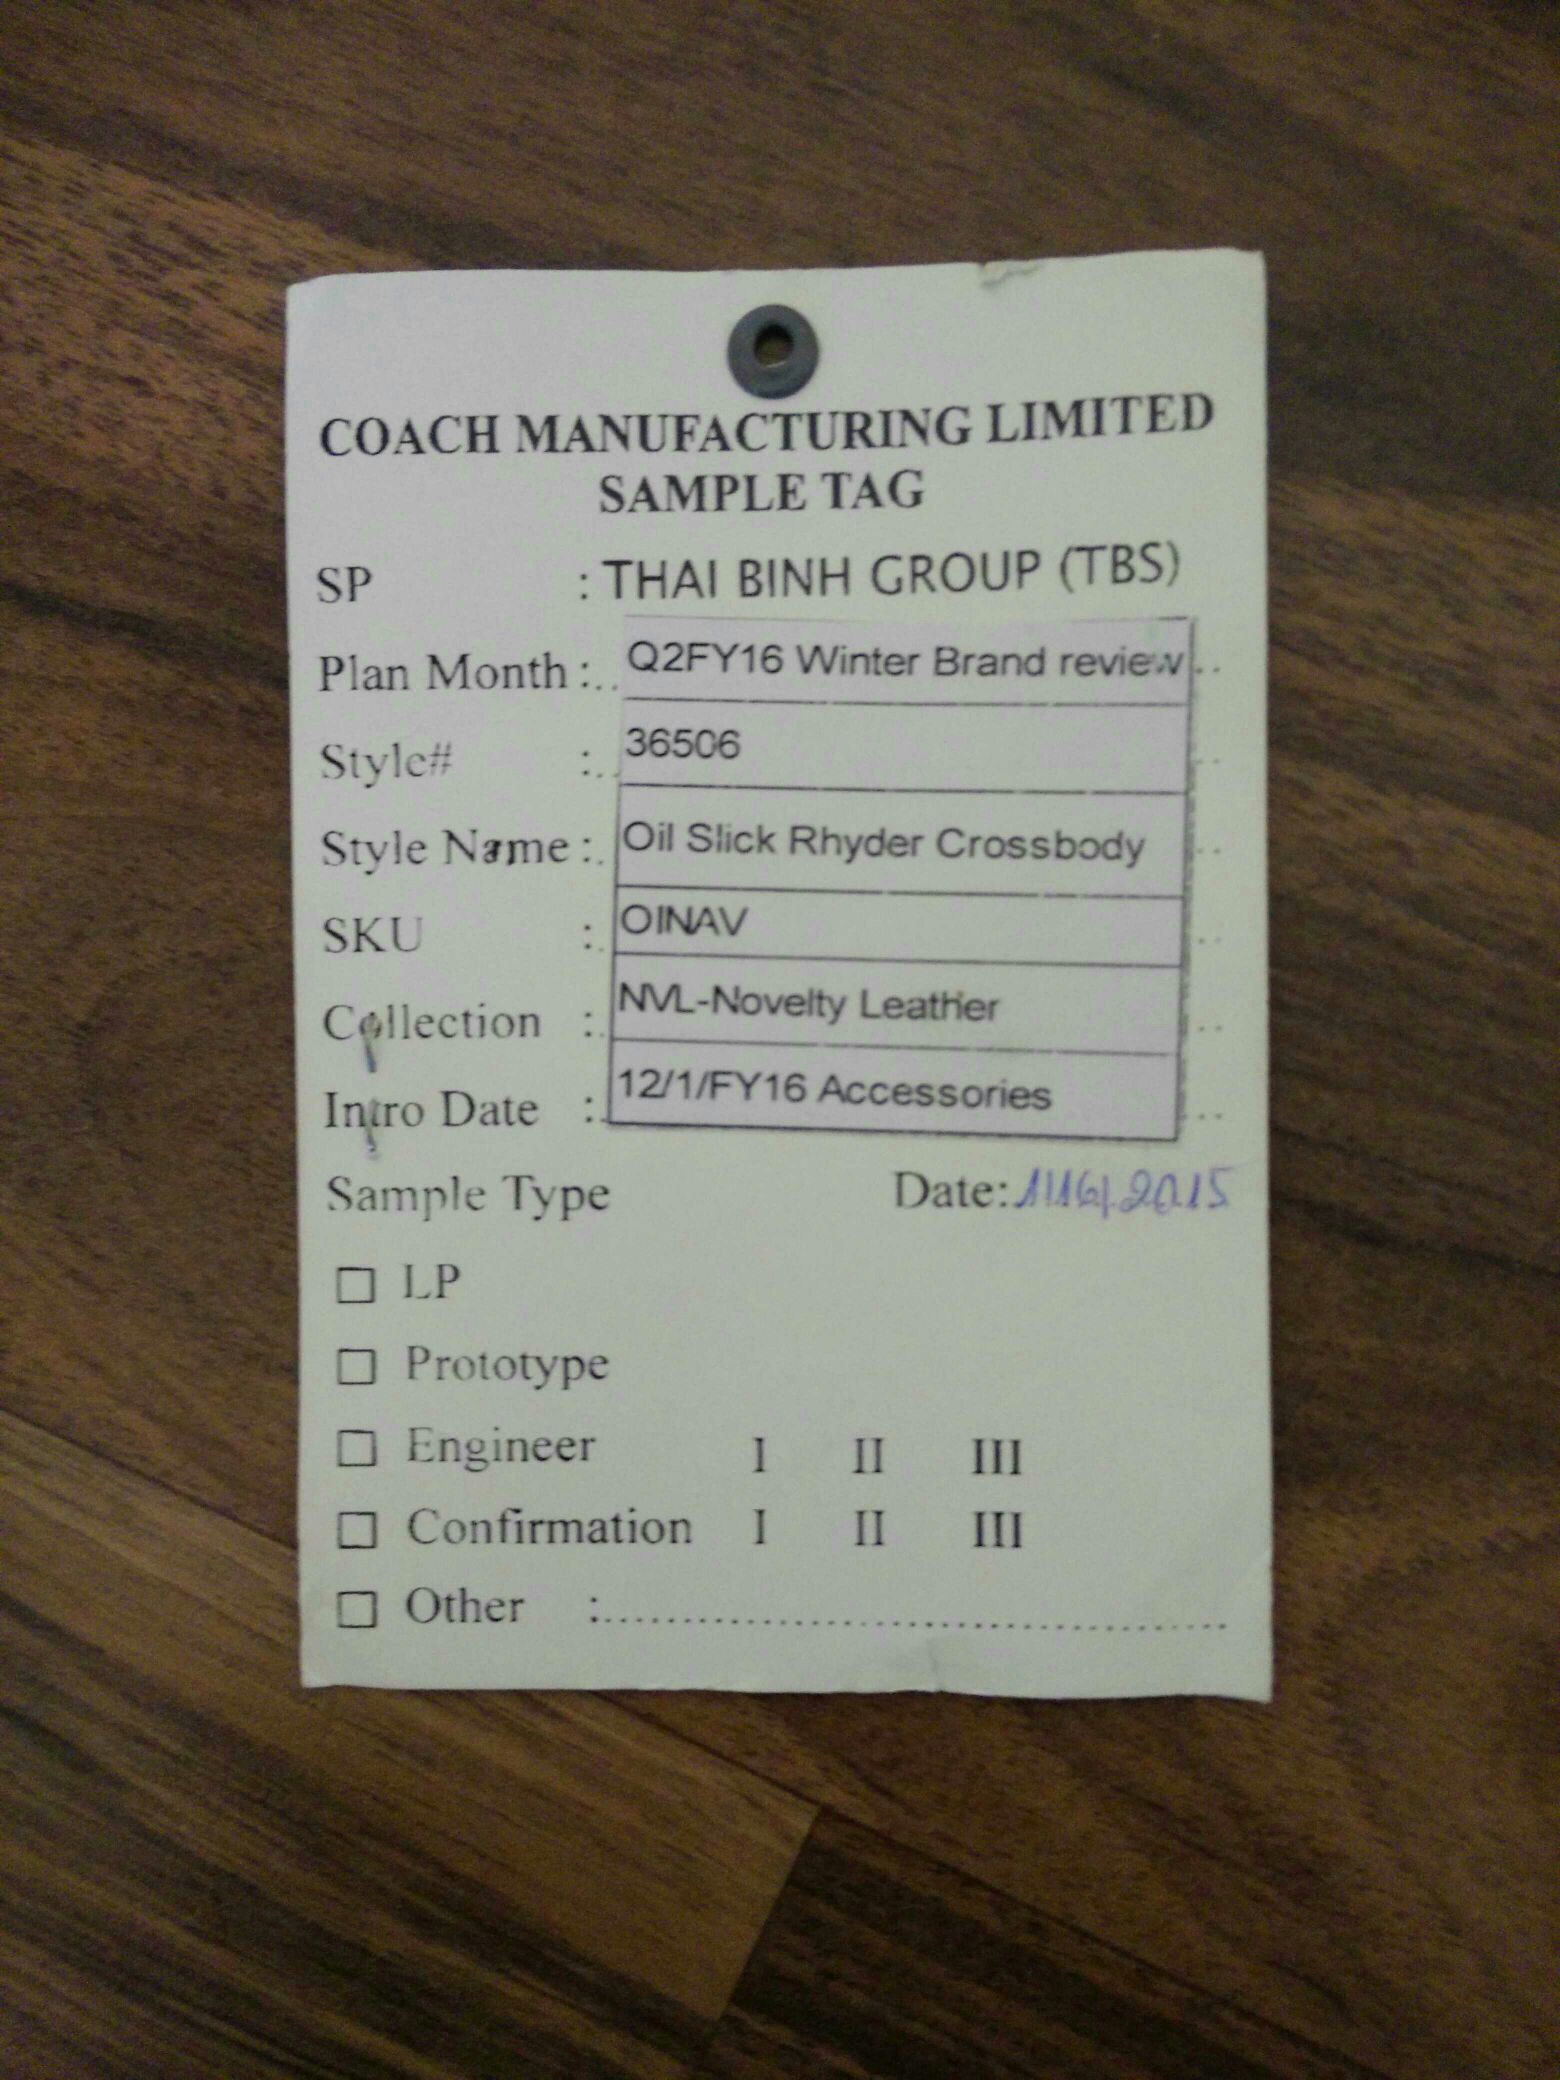 COACH MANUFACTURING LIMITED
SAMPLE TAG
SP : THAI BINH GROUP (TBS)
Plan Month : Q2FY16 Winter Brand review
Style# : 36506
Style Name : Oil Slick Rhyder Crossbody
SKU : OINAV
Collection : NVL-Novelty Leather
Intro Date : 12/1/FY16 Accessories
Sample Type Date: 1/16/2015
☐ LP
☐ Prototype
☐ Engineer I II III
☐ Confirmation I II III
☐ Other :..........................................